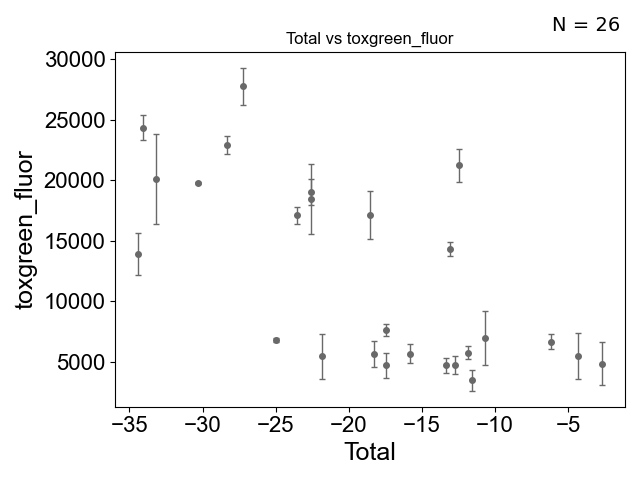 N = 26
Total vs toxgreen_fluor
30000
25000
20000
15000
10000
5000
toxgreen_fluor
−35 −30 −25 −20 −15 −10 −5
Total